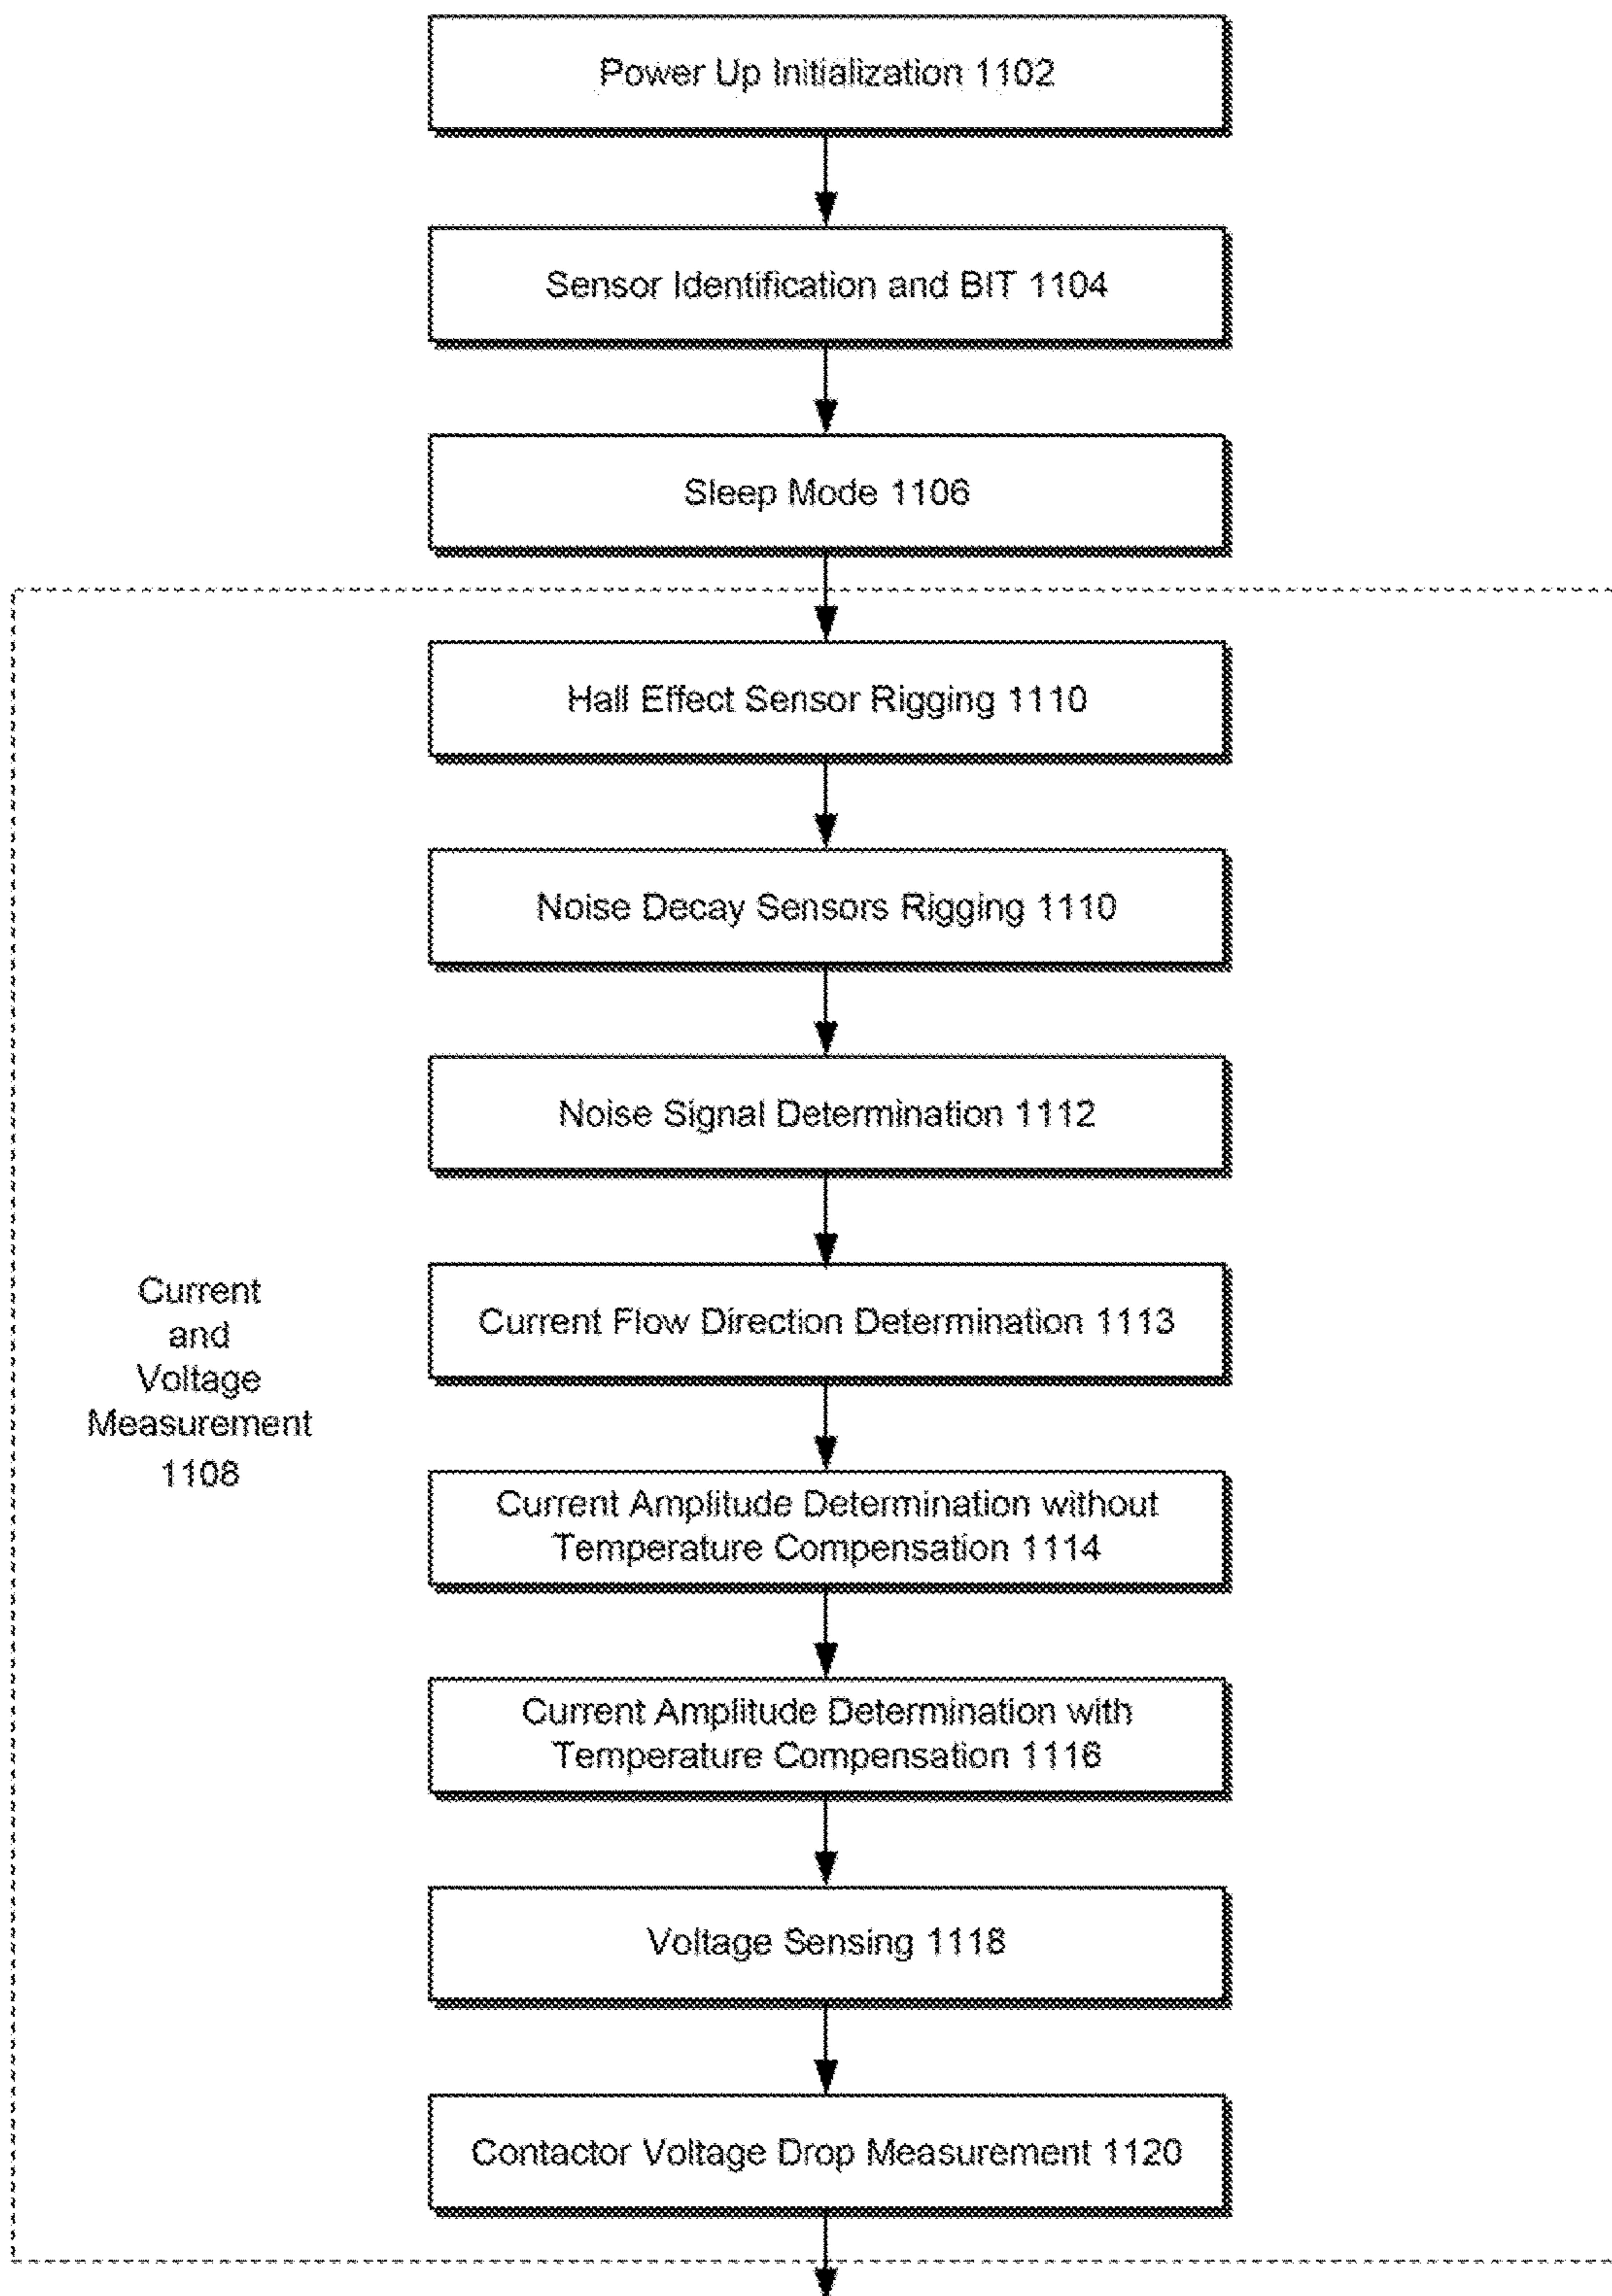 Power Up Initialization 1102
Sensor Identification and BIT 1104
Sleep Mode 1106
Hall Effect Sensor Rigging 1110
Noise Decay Sensors Rigging 1110
Noise Signal Determination 1112
Current Flow Direction Determination 1113
Current
and
Voltage
Measurement
1108
Current Amplitude Determination without
Temperature Compensation 1114
Current Amplitude Determination with
Temperature Compensation 1116
Voltage Sensing 1118
Contactor Voltage Drop Measurement 1120